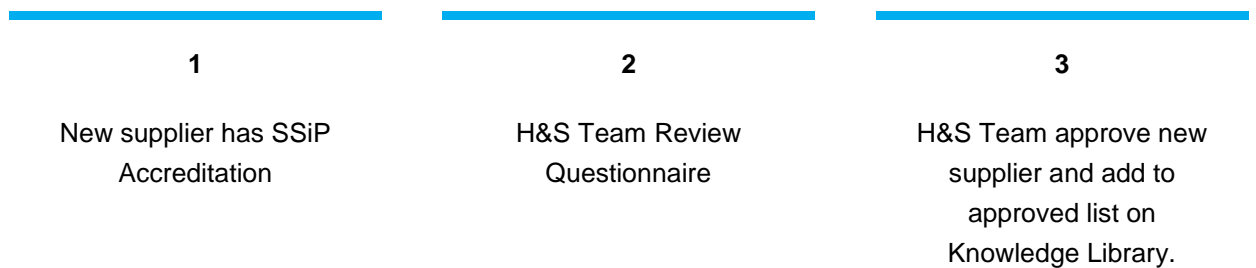 1
New supplier has SSiP
Accreditation
2
H&S Team Review
Questionnaire
3
H&S Team approve new
supplier and add to
approved list on
Knowledge Library.